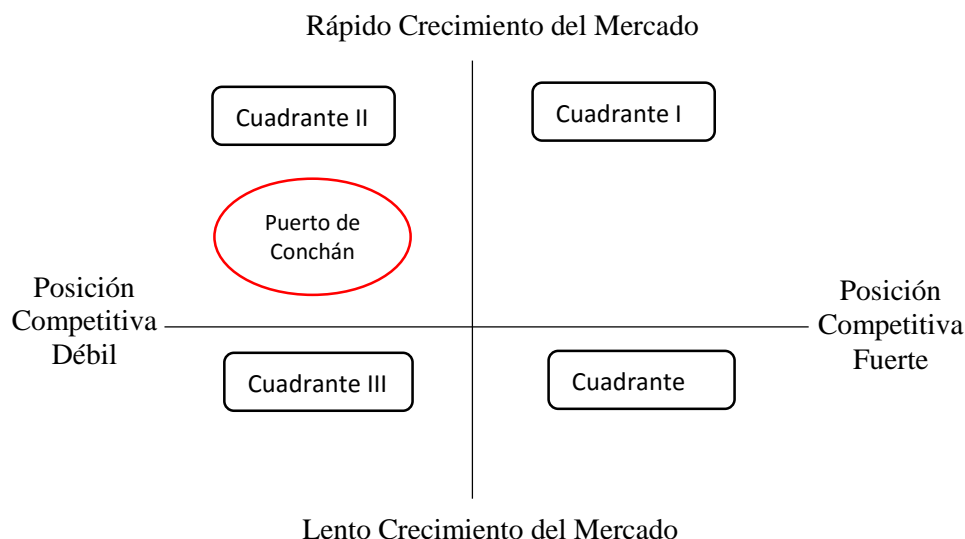 Rápido Crecimiento del Mercado
Cuadrante II
Cuadrante I
Puerto de
Conchán
Posición
Competitiva
Débil
Posición
Competitiva
Fuerte
Cuadrante III
Cuadrante
Lento Crecimiento del Mercado